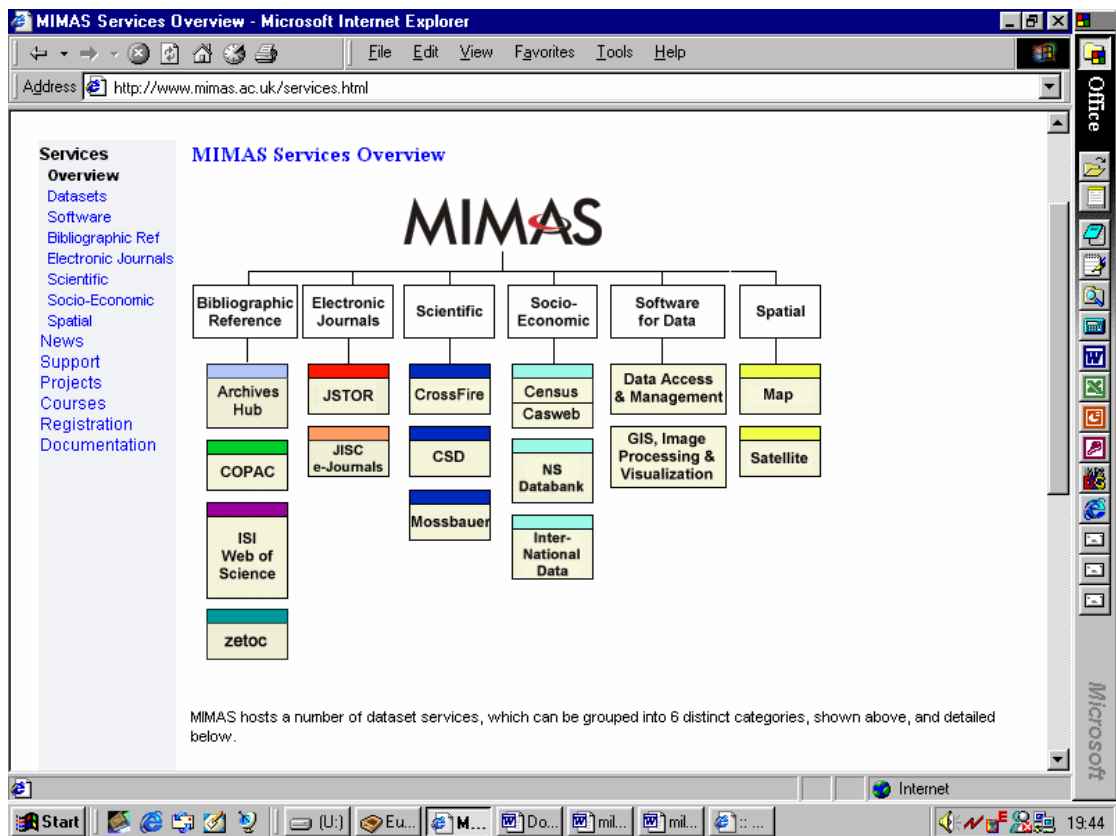 MIMAS Services Overview - Microsoft Internet Explorer
File Edit View Favorites Tools Help
Address http://www.mimas.ac.uk/services.html
Office
Services
Overview
Datasets
Software
Bibliographic Ref
Electronic Journals
Scientific
Socio-Economic
Spatial
News
Support
Projects
Courses
Registration
Documentation
MIMAS Services Overview
MIMAS
Bibliographic
Reference
Electronic
Journals
Scientific
Socio-
Economic
Software
for Data
Spatial
Archives
Hub
COPAC
ISI
Web of
Science
zetoc
JSTOR
JISC
e-Journals
CrossFire
CSD
Mossbauer
Census
Casweb
NS
Databank
Inter-
National
Data
Data Access
& Management
GIS, Image
Processing &
Visualization
Map
Satellite
MIMAS hosts a number of dataset services, which can be grouped into 6 distinct categories, shown above, and detailed
below.
Microsoft
Internet
Start (U:) Eu... M... Do... mil... mil... :: ... 19:44